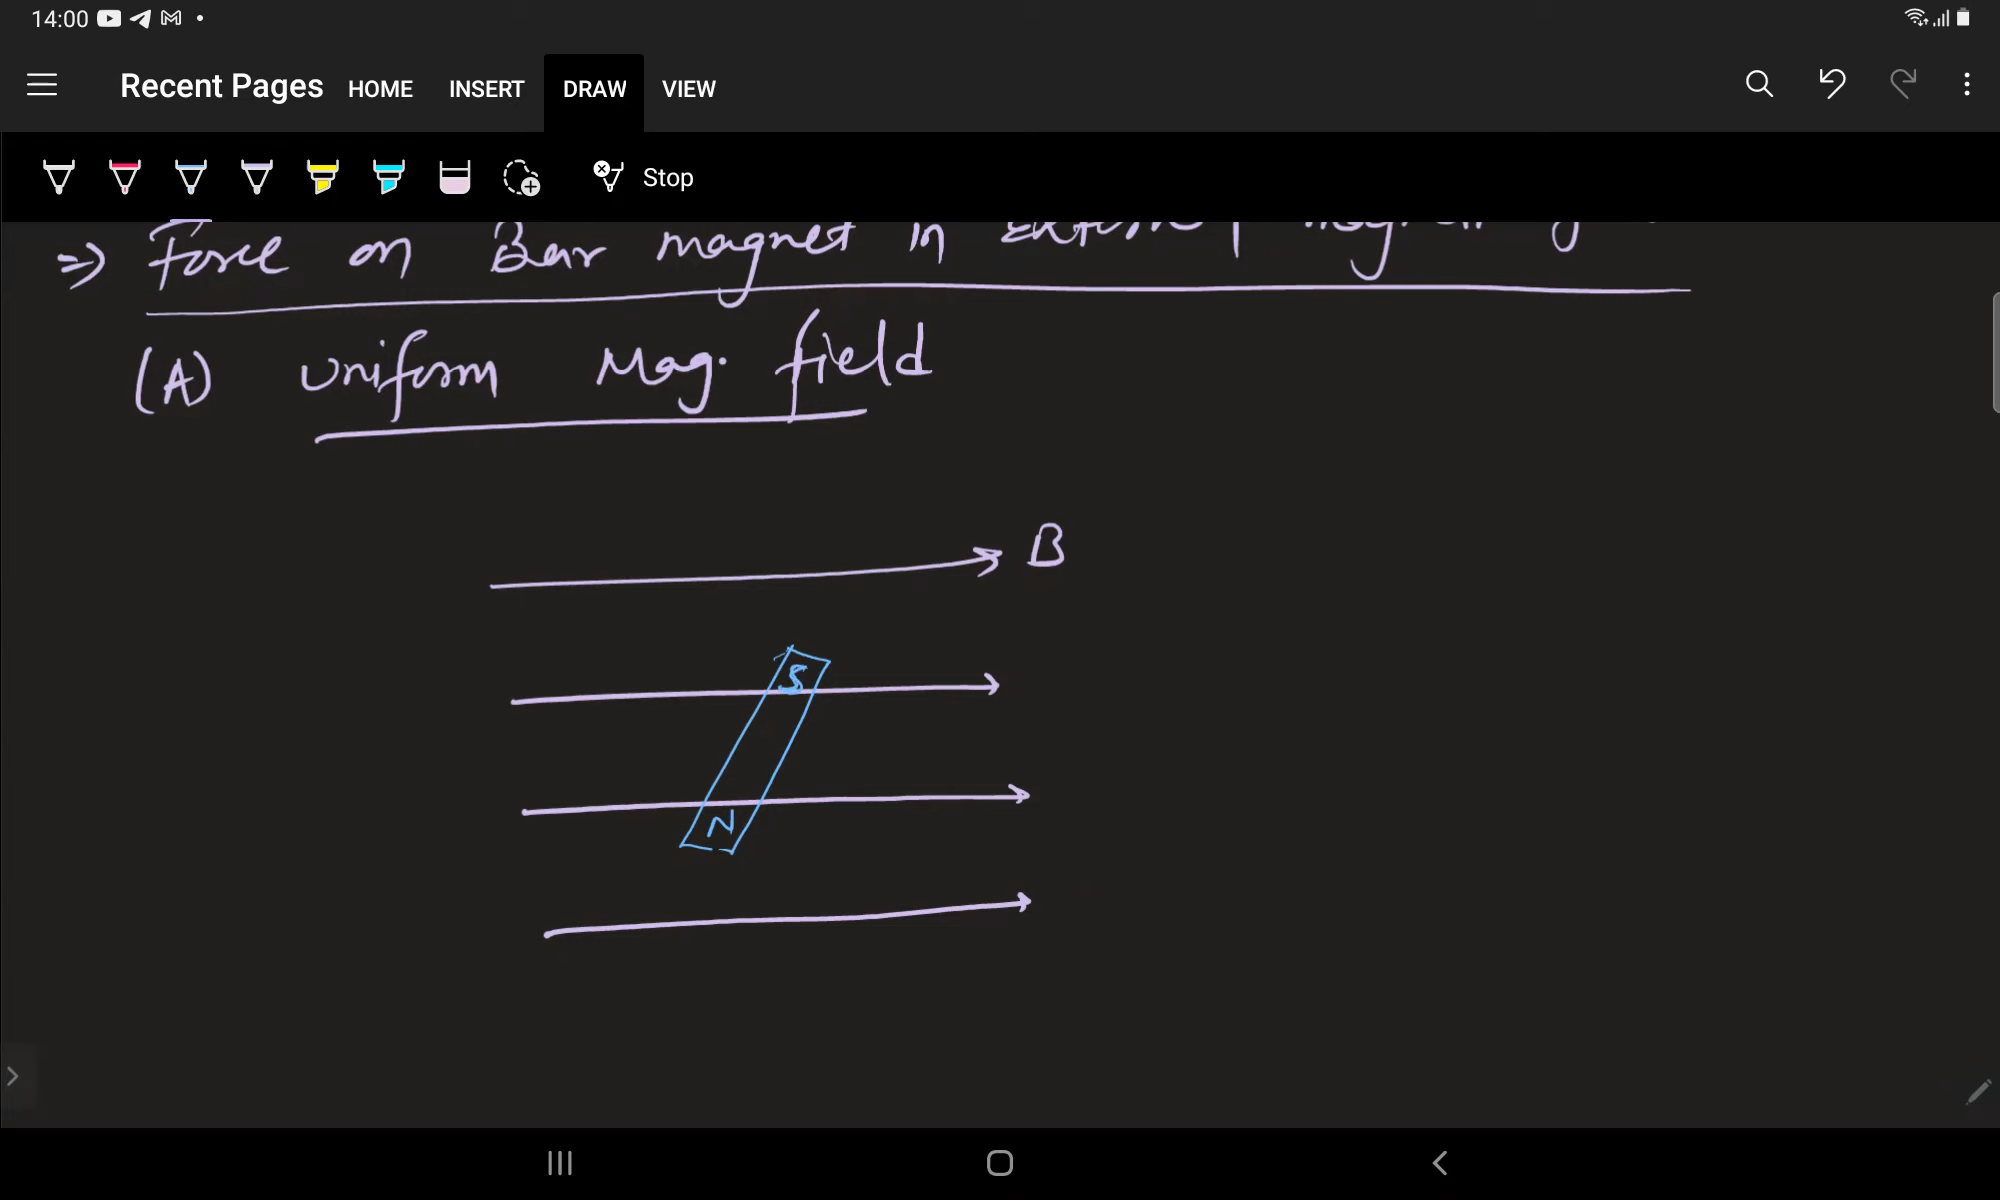 14:00
Recent Pages HOME INSERT DRAW VIEW
Stop
⇒ Force on Bar magnet in
(A) Uniform Mag. field
B
S
N